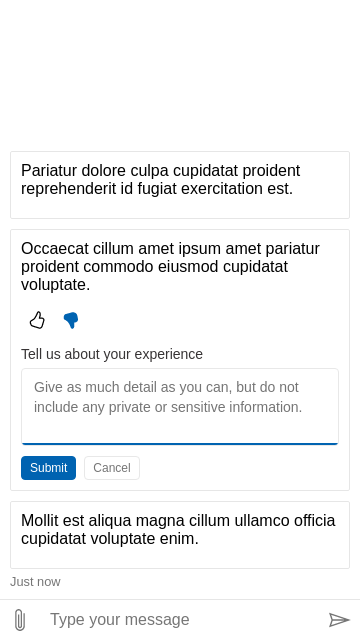 Pariatur dolore culpa cupidatat proident
reprehenderit id fugiat exercitation est.
Occaecat cillum amet ipsum amet pariatur
proident commodo eiusmod cupidatat
voluptate.
Tell us about your experience
Give as much detail as you can, but do not
include any private or sensitive information.
Submit Cancel
Mollit est aliqua magna cillum ullamco officia
cupidatat voluptate enim.
Just now
Type your message